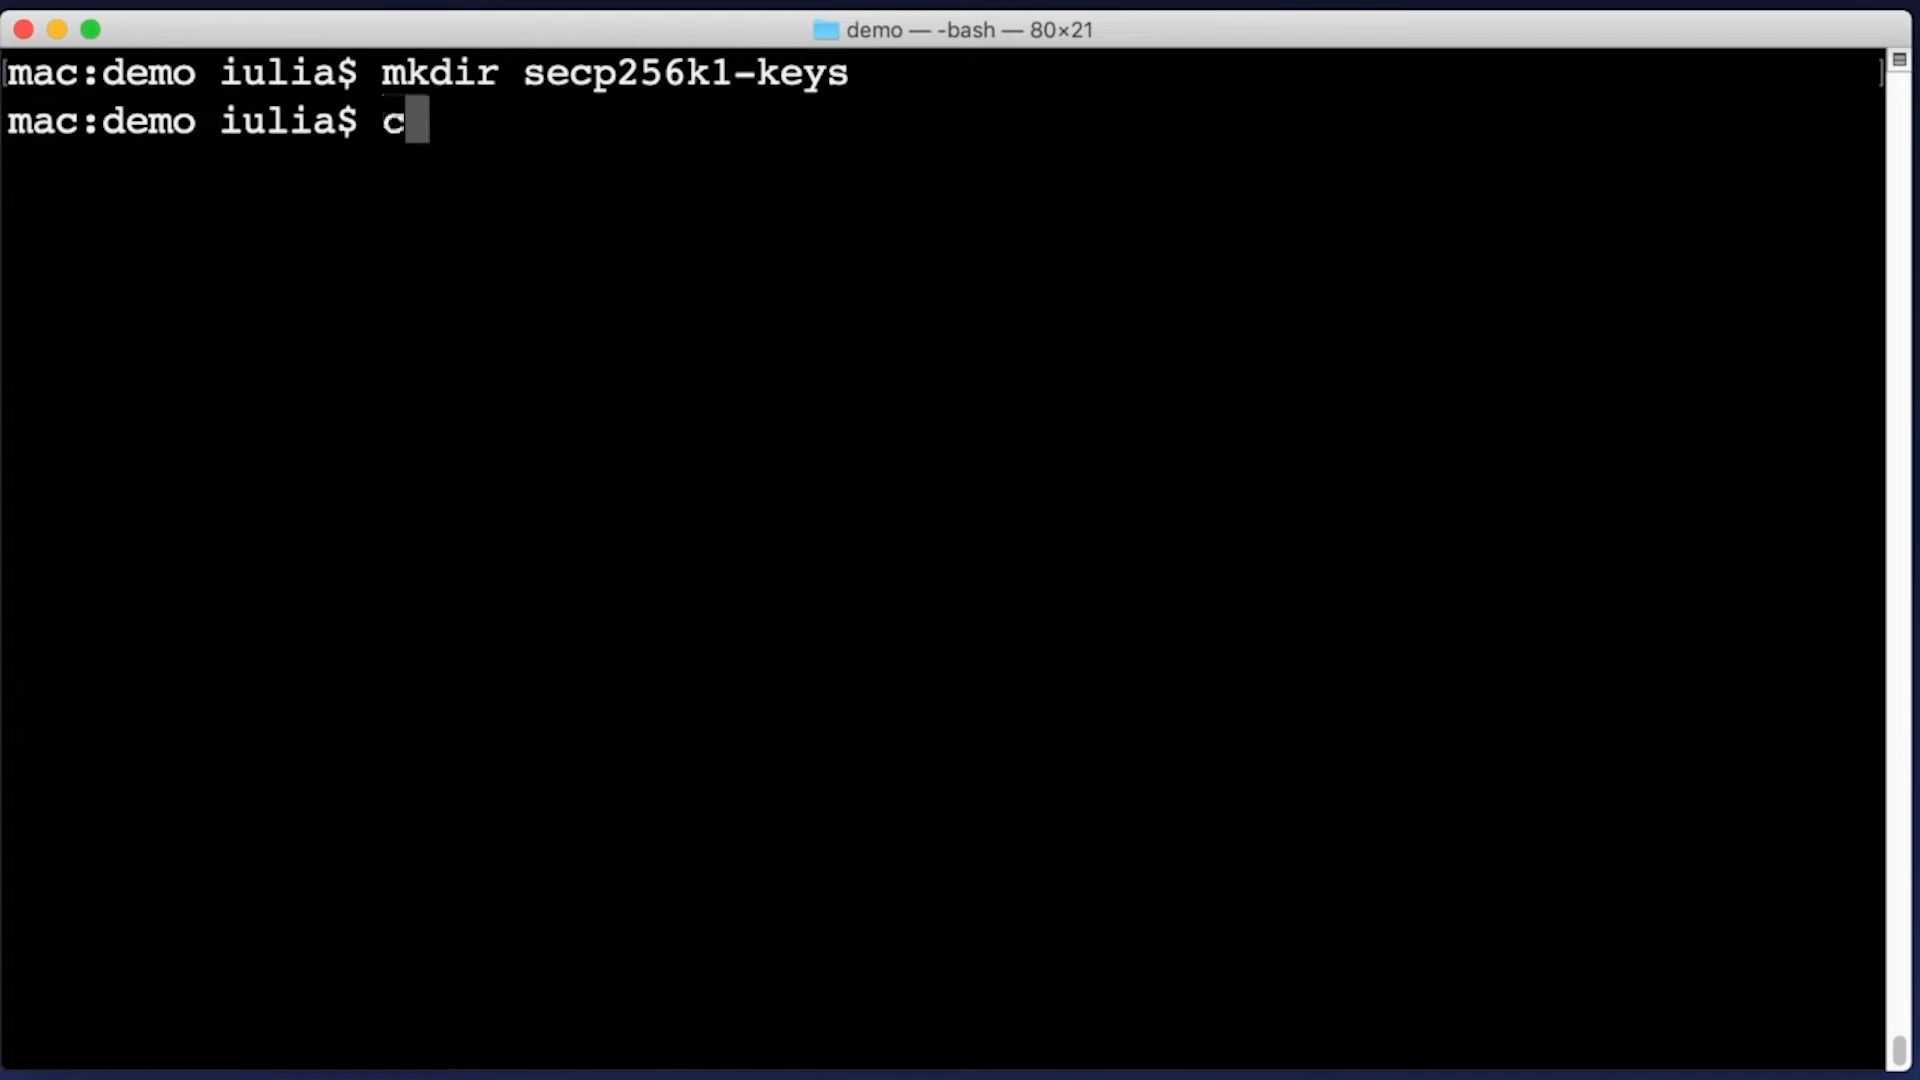 demo — -bash — 80×21
mac:demo iulia$ mkdir secp256k1-keys
mac:demo iulia$ c